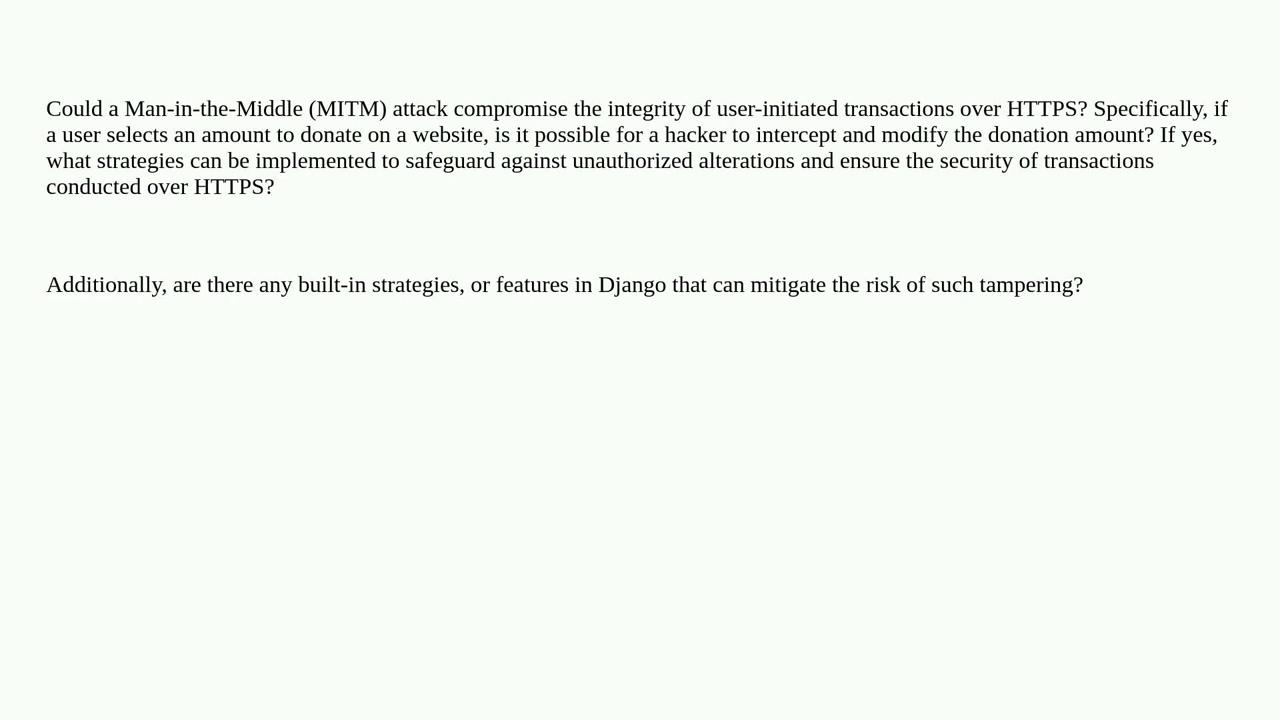 Could a Man-in-the-Middle (MITM) attack compromise the integrity of user-initiated transactions over HTTPS? Specifically, if
a user selects an amount to donate on a website, is it possible for a hacker to intercept and modify the donation amount? If yes,
what strategies can be implemented to safeguard against unauthorized alterations and ensure the security of transactions
conducted over HTTPS?
Additionally, are there any built-in strategies, or features in Django that can mitigate the risk of such tampering?